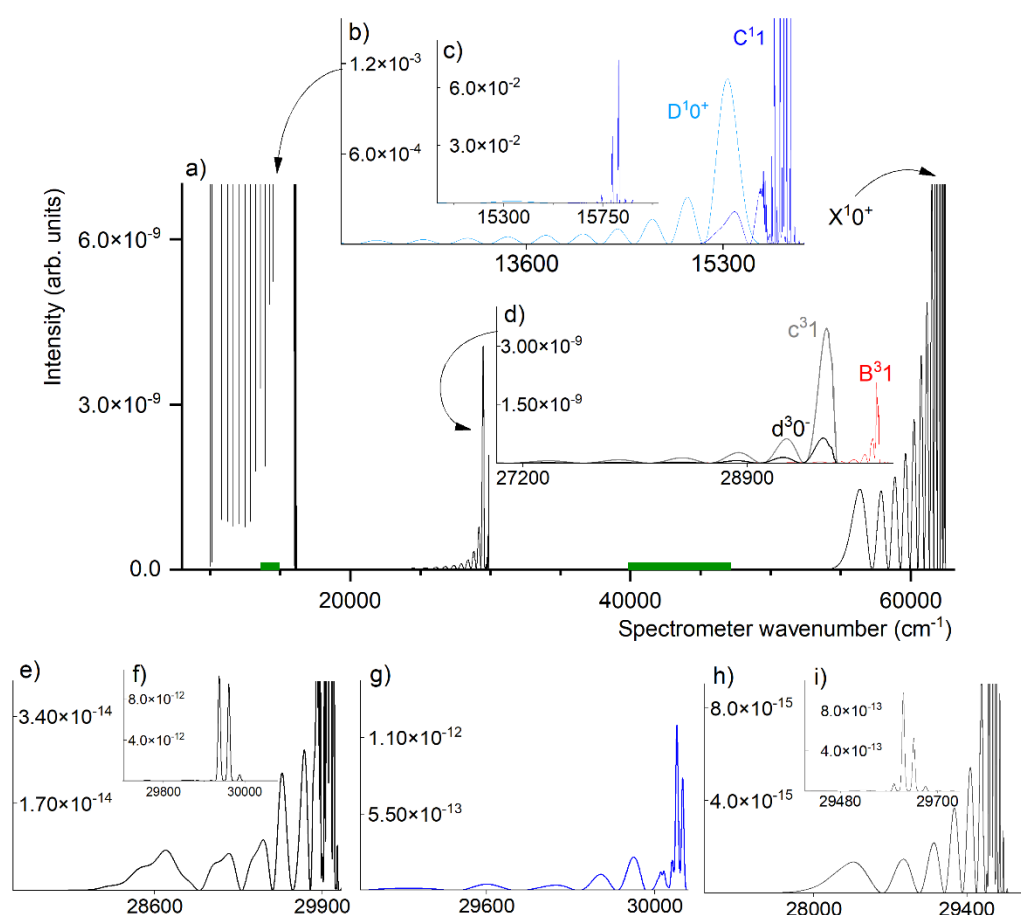 b)
1.2×10⁻³
6.0×10⁻⁴
13600
15300
c)
6.0×10⁻²
3.0×10⁻²
15300
15750
D¹0⁺
C¹1
a)
Intensity (arb. units)
6.0×10⁻⁹
3.0×10⁻⁹
0.0
20000
40000
60000
Spectrometer wavenumber (cm⁻¹)
X¹0⁺
d)
3.00×10⁻⁹
1.50×10⁻⁹
27200
28900
c³1
d³0⁻
B³1
e)
3.40×10⁻¹⁴
1.70×10⁻¹⁴
28600
29900
f)
8.0×10⁻¹²
4.0×10⁻¹²
29800
30000
g)
1.10×10⁻¹²
5.50×10⁻¹³
29600
30000
h)
8.0×10⁻¹⁵
4.0×10⁻¹⁵
28000
29400
i)
8.0×10⁻¹³
4.0×10⁻¹³
29480
29700